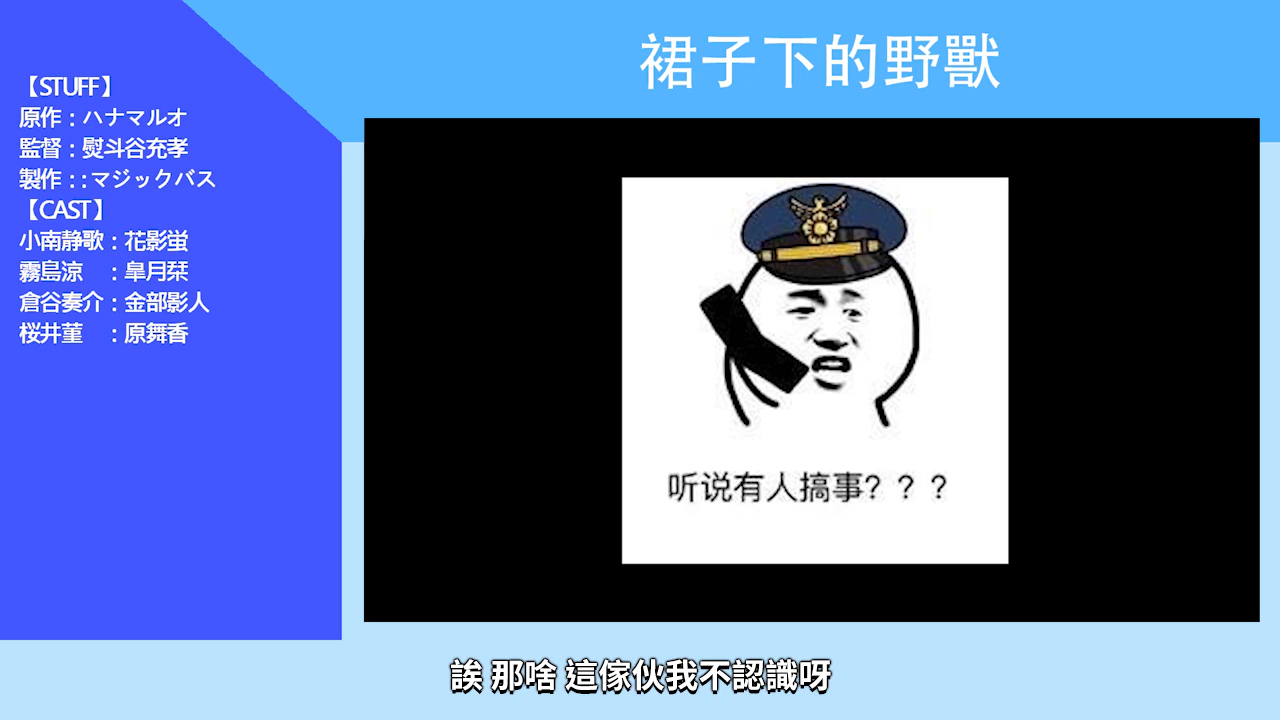 裙子下的野獸
【STUFF】
原作：ハナマルオ
監督：熨斗谷充孝
製作：：マジックバス
【CAST】
小南静歌：花影蛍
霧島涼　：皐月栞
倉谷奏介：金部影人
桜井菫　：原舞香
听说有人搞事？？？
誒 那啥 這傢伙我不認識呀